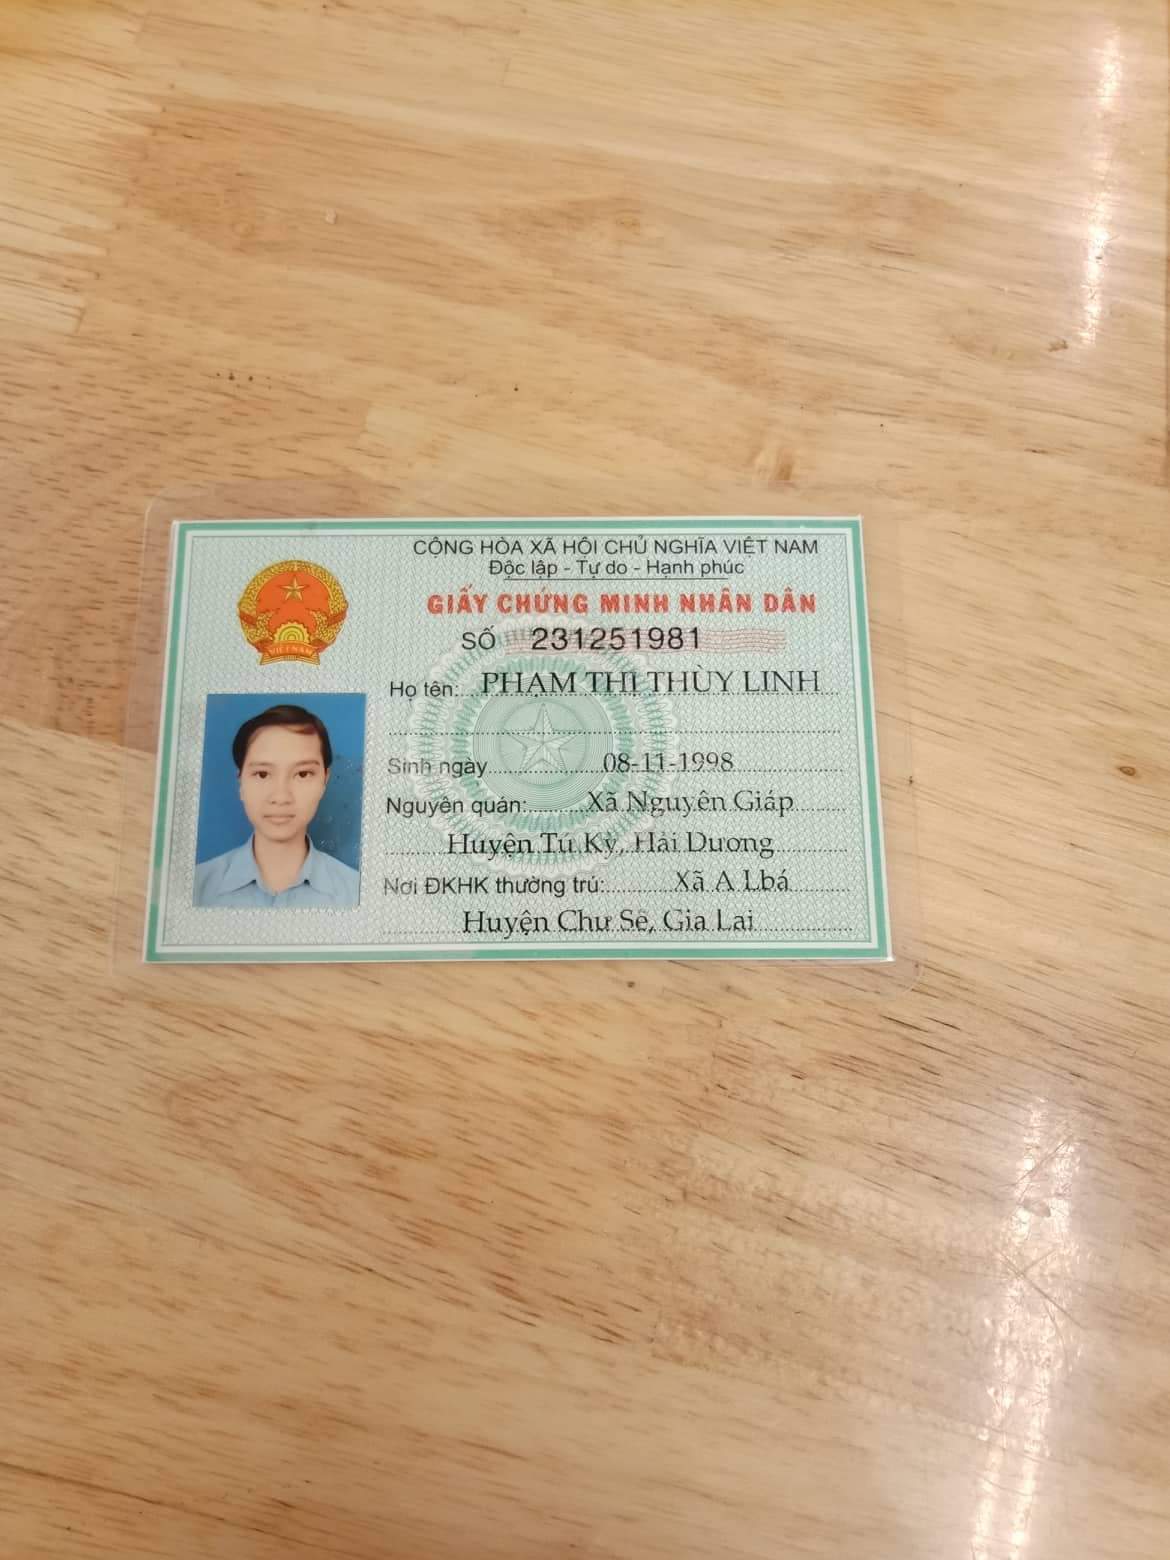 CỘNG HÒA XÃ HỘI CHỦ NGHĨA VIỆT NAM
Độc lập - Tự do - Hạnh phúc
GIẤY CHỨNG MINH NHÂN DÂN
SỐ 231251981
VIỆT NAM
Họ tên: PHẠM THỊ THÙY LINH
Sinh ngày 08-11-1998
Nguyên quán: Xã Nguyên Giáp
Huyện Tứ Kỳ, Hải Dương
Nơi ĐKHK thường trú: Xã A Lbá
Huyện Chư Sê, Gia Lai